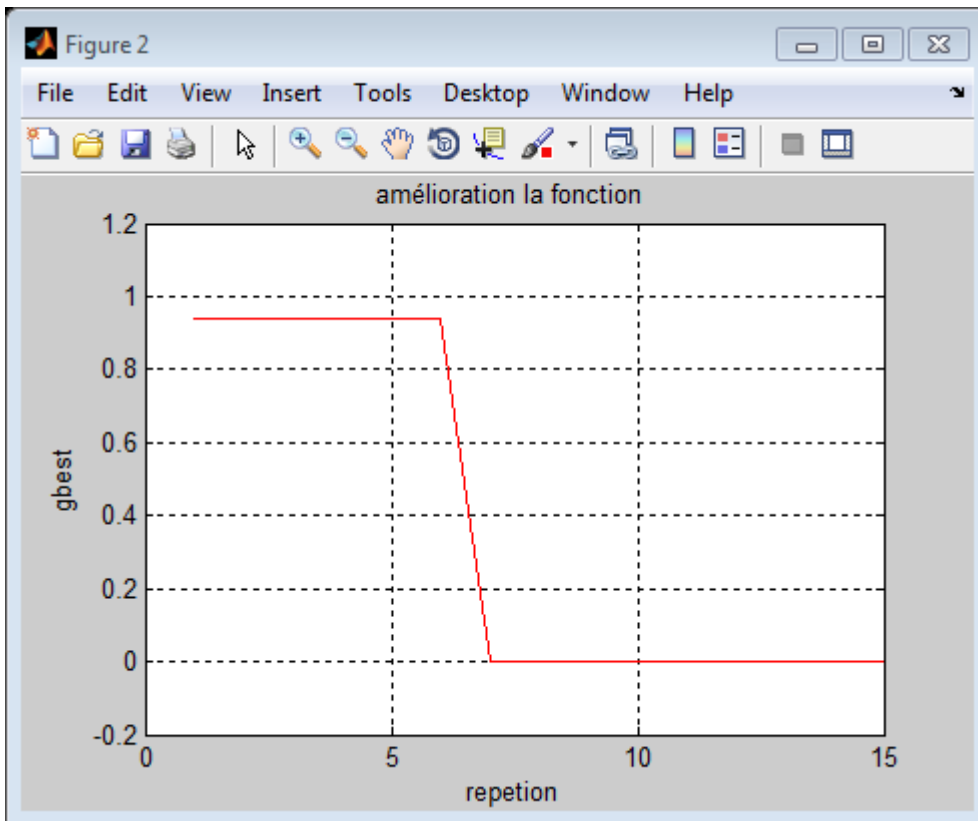 Figure 2
File Edit View Insert Tools Desktop Window Help
amélioration la fonction
1.2
1
0.8
0.6
0.4
0.2
0
-0.2
gbest
0 5 10 15
repetion